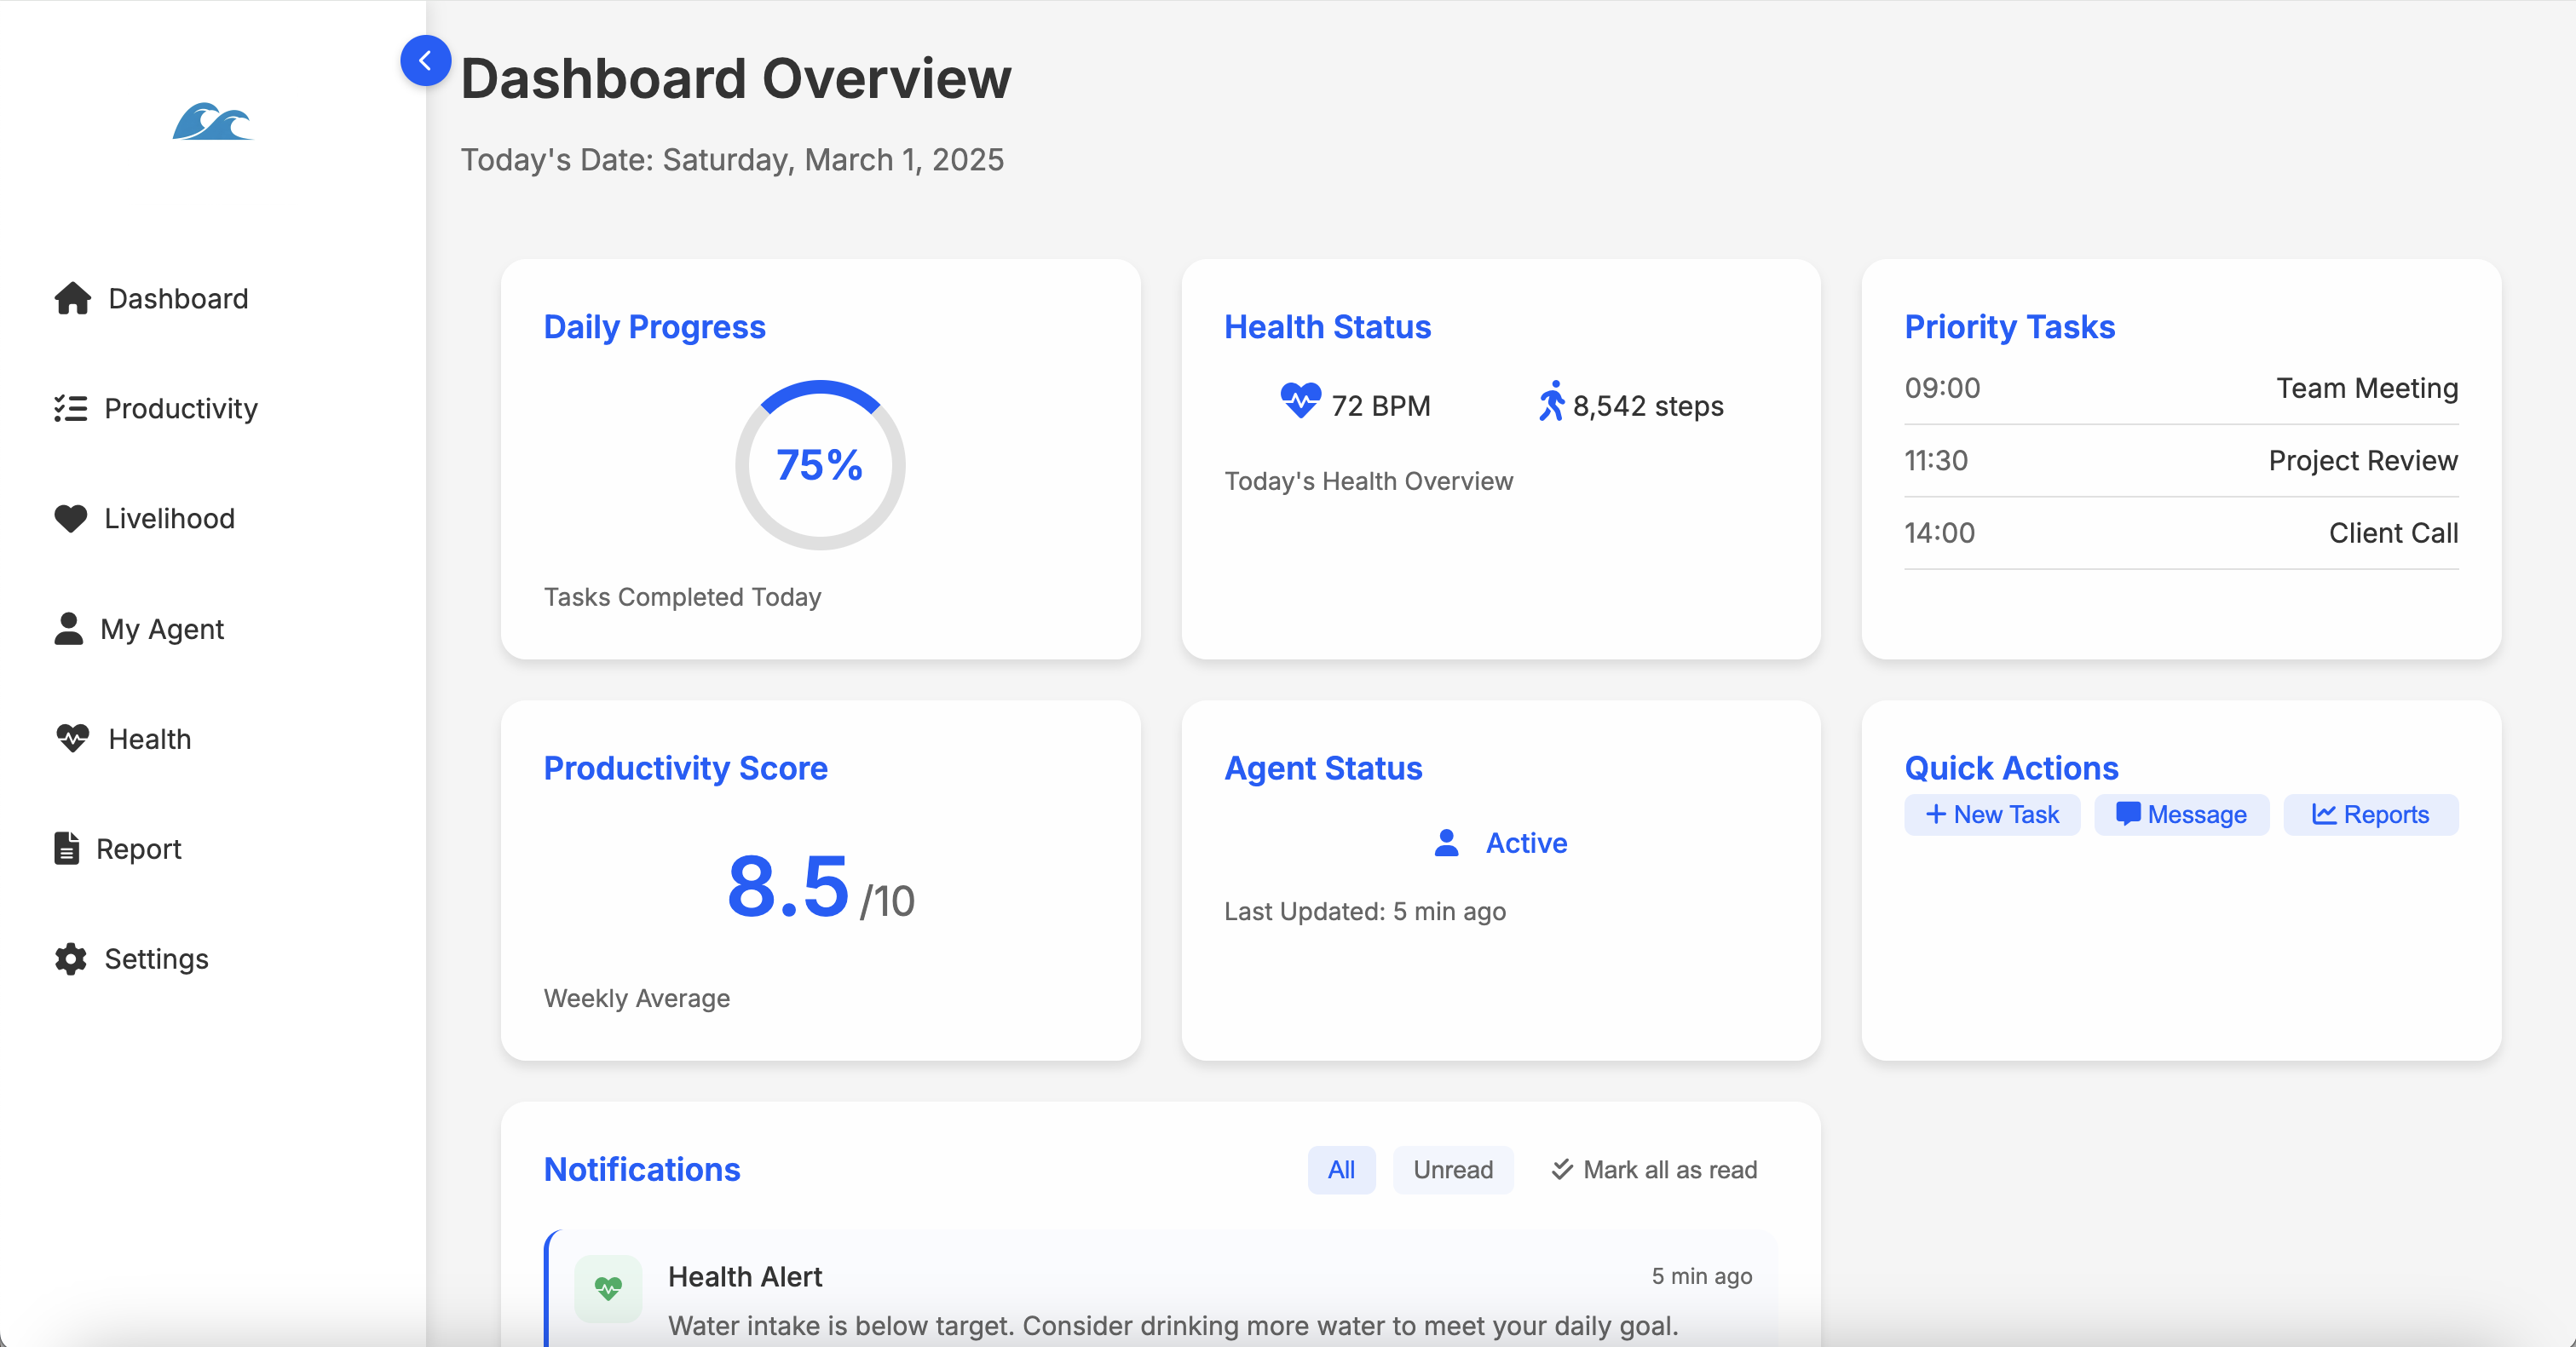 Dashboard Overview
Today's Date: Saturday, March 1, 2025
Dashboard
Productivity
Livelihood
My Agent
Health
Report
Settings
Daily Progress
75%
Tasks Completed Today
Health Status
72 BPM
8,542 steps
Today's Health Overview
Priority Tasks
09:00 Team Meeting
11:30 Project Review
14:00 Client Call
Productivity Score
8.5 /10
Weekly Average
Agent Status
Active
Last Updated: 5 min ago
Quick Actions
New Task
Message
Reports
Notifications
All
Unread
Mark all as read
Health Alert
5 min ago
Water intake is below target. Consider drinking more water to meet your daily goal.